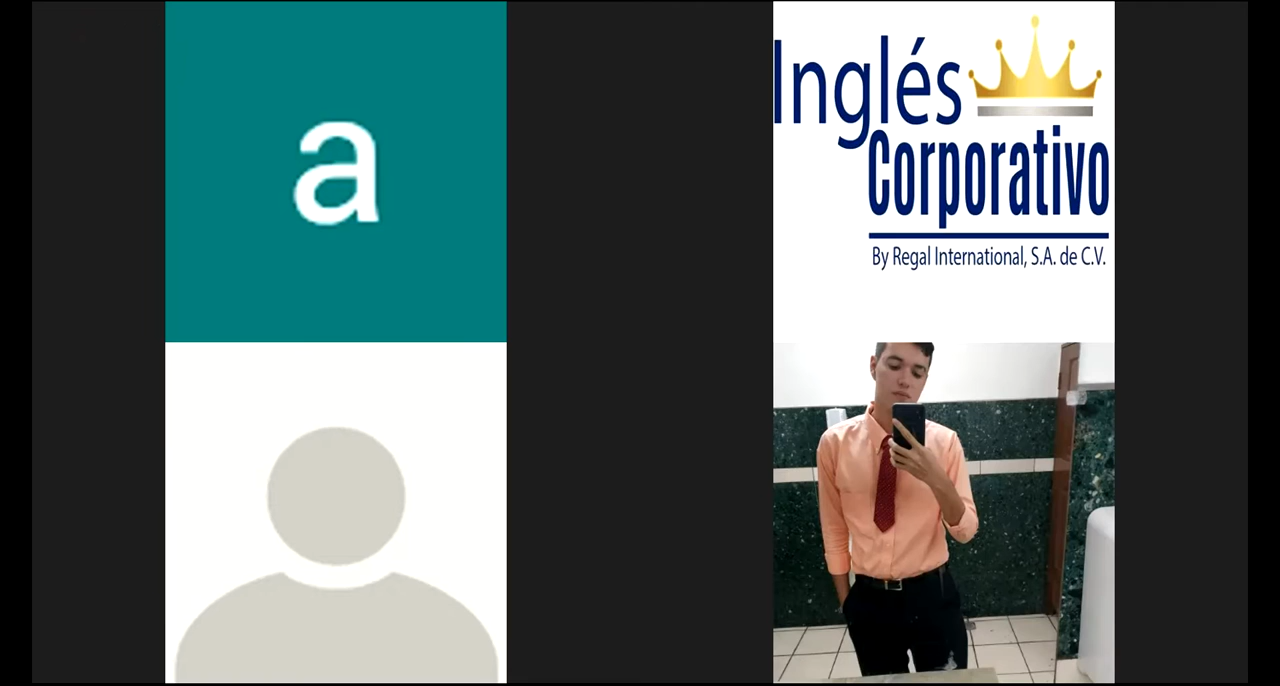 a
Inglés
Corporativo
By Regal International, S.A. de C.V.